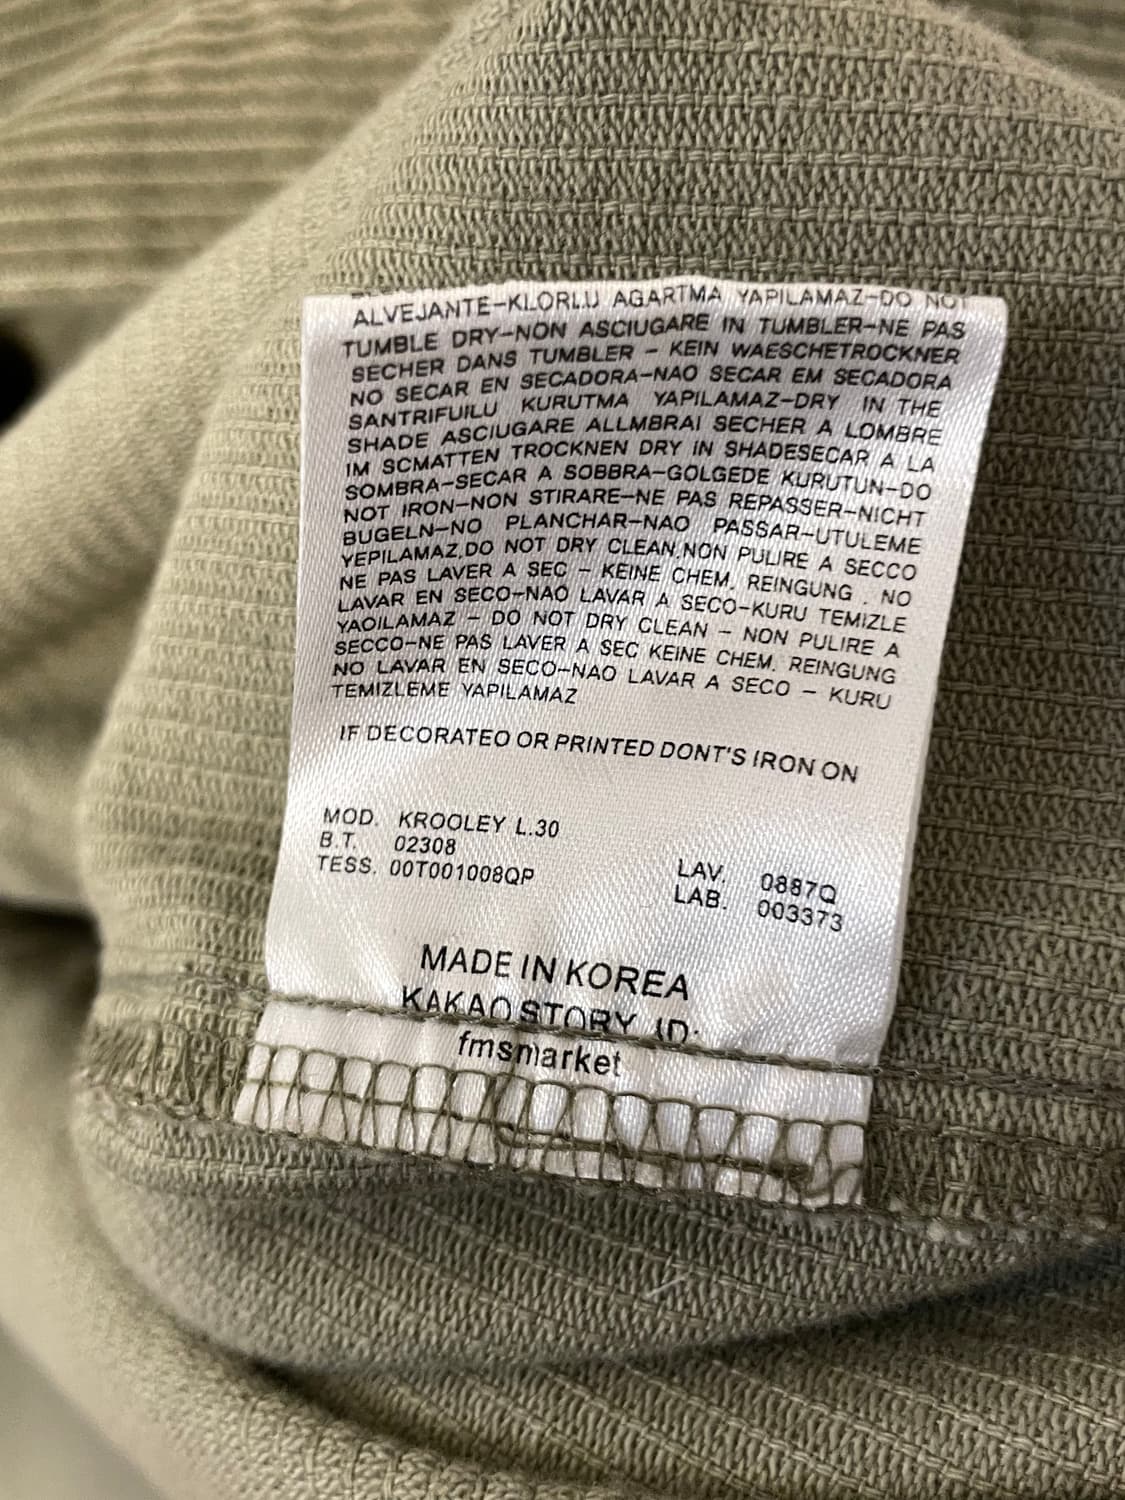 ALVEJANTE-KLORLU AGARTMA YAPILAMAZ-DO NOT
TUMBLE DRY-NON ASCIUGARE IN TUMBLER-NE PAS
SECHER DANS TUMBLER - KEIN WAESCHETROCKNER
NO SECAR EN SECADORA-NAO SECAR EM SECADORA
SANTRIFUILU KURUTMA YAPILAMAZ-DRY IN THE
SHADE ASCIUGARE ALLMBRAI SECHER A LOMBRE
IM SCMATTEN TROCKNEN DRY IN SHADESECAR A LA
SOMBRA-SECAR A SOBBRA-GOLGEDE KURUTUN-DO
NOT IRON-NON STIRARE-NE PAS REPASSER-NICHT
BUGELN-NO PLANCHAR-NAO PASSAR-UTULEME
YEPILAMAZ,DO NOT DRY CLEAN,NON PULIRE A SECCO
NE PAS LAVER A SEC - KEINE CHEM. REINGUNG . NO
LAVAR EN SECO-NAO LAVAR A SECO-KURU TEMIZLE
YAOILAMAZ - DO NOT DRY CLEAN - NON PULIRE A
SECCO-NE PAS LAVER A SEC KEINE CHEM. REINGUNG
NO LAVAR EN SECO-NAO LAVAR A SECO - KURU
TEMIZLEME YAPILAMAZ
IF DECORATEO OR PRINTED DONT'S IRON ON
MOD. KROOLEY L.30
B.T. 02308
TESS. 00T001008QP
LAV. 0887Q
LAB. 003373
MADE IN KOREA
KAKAO STORY ID:
fmsmarket